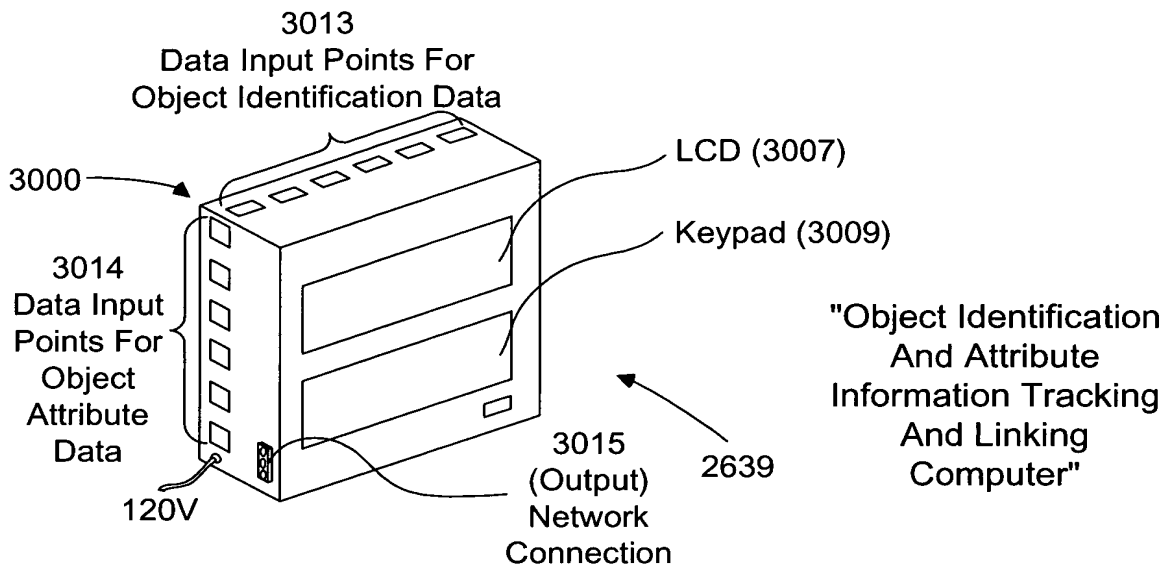 3013
Data Input Points For
Object Identification Data
3000
LCD (3007)
Keypad (3009)
3014
Data Input
Points For
Object
Attribute
Data
120V
3015
(Output)
Network
Connection
2639
"Object Identification
And Attribute
Information Tracking
And Linking
Computer"